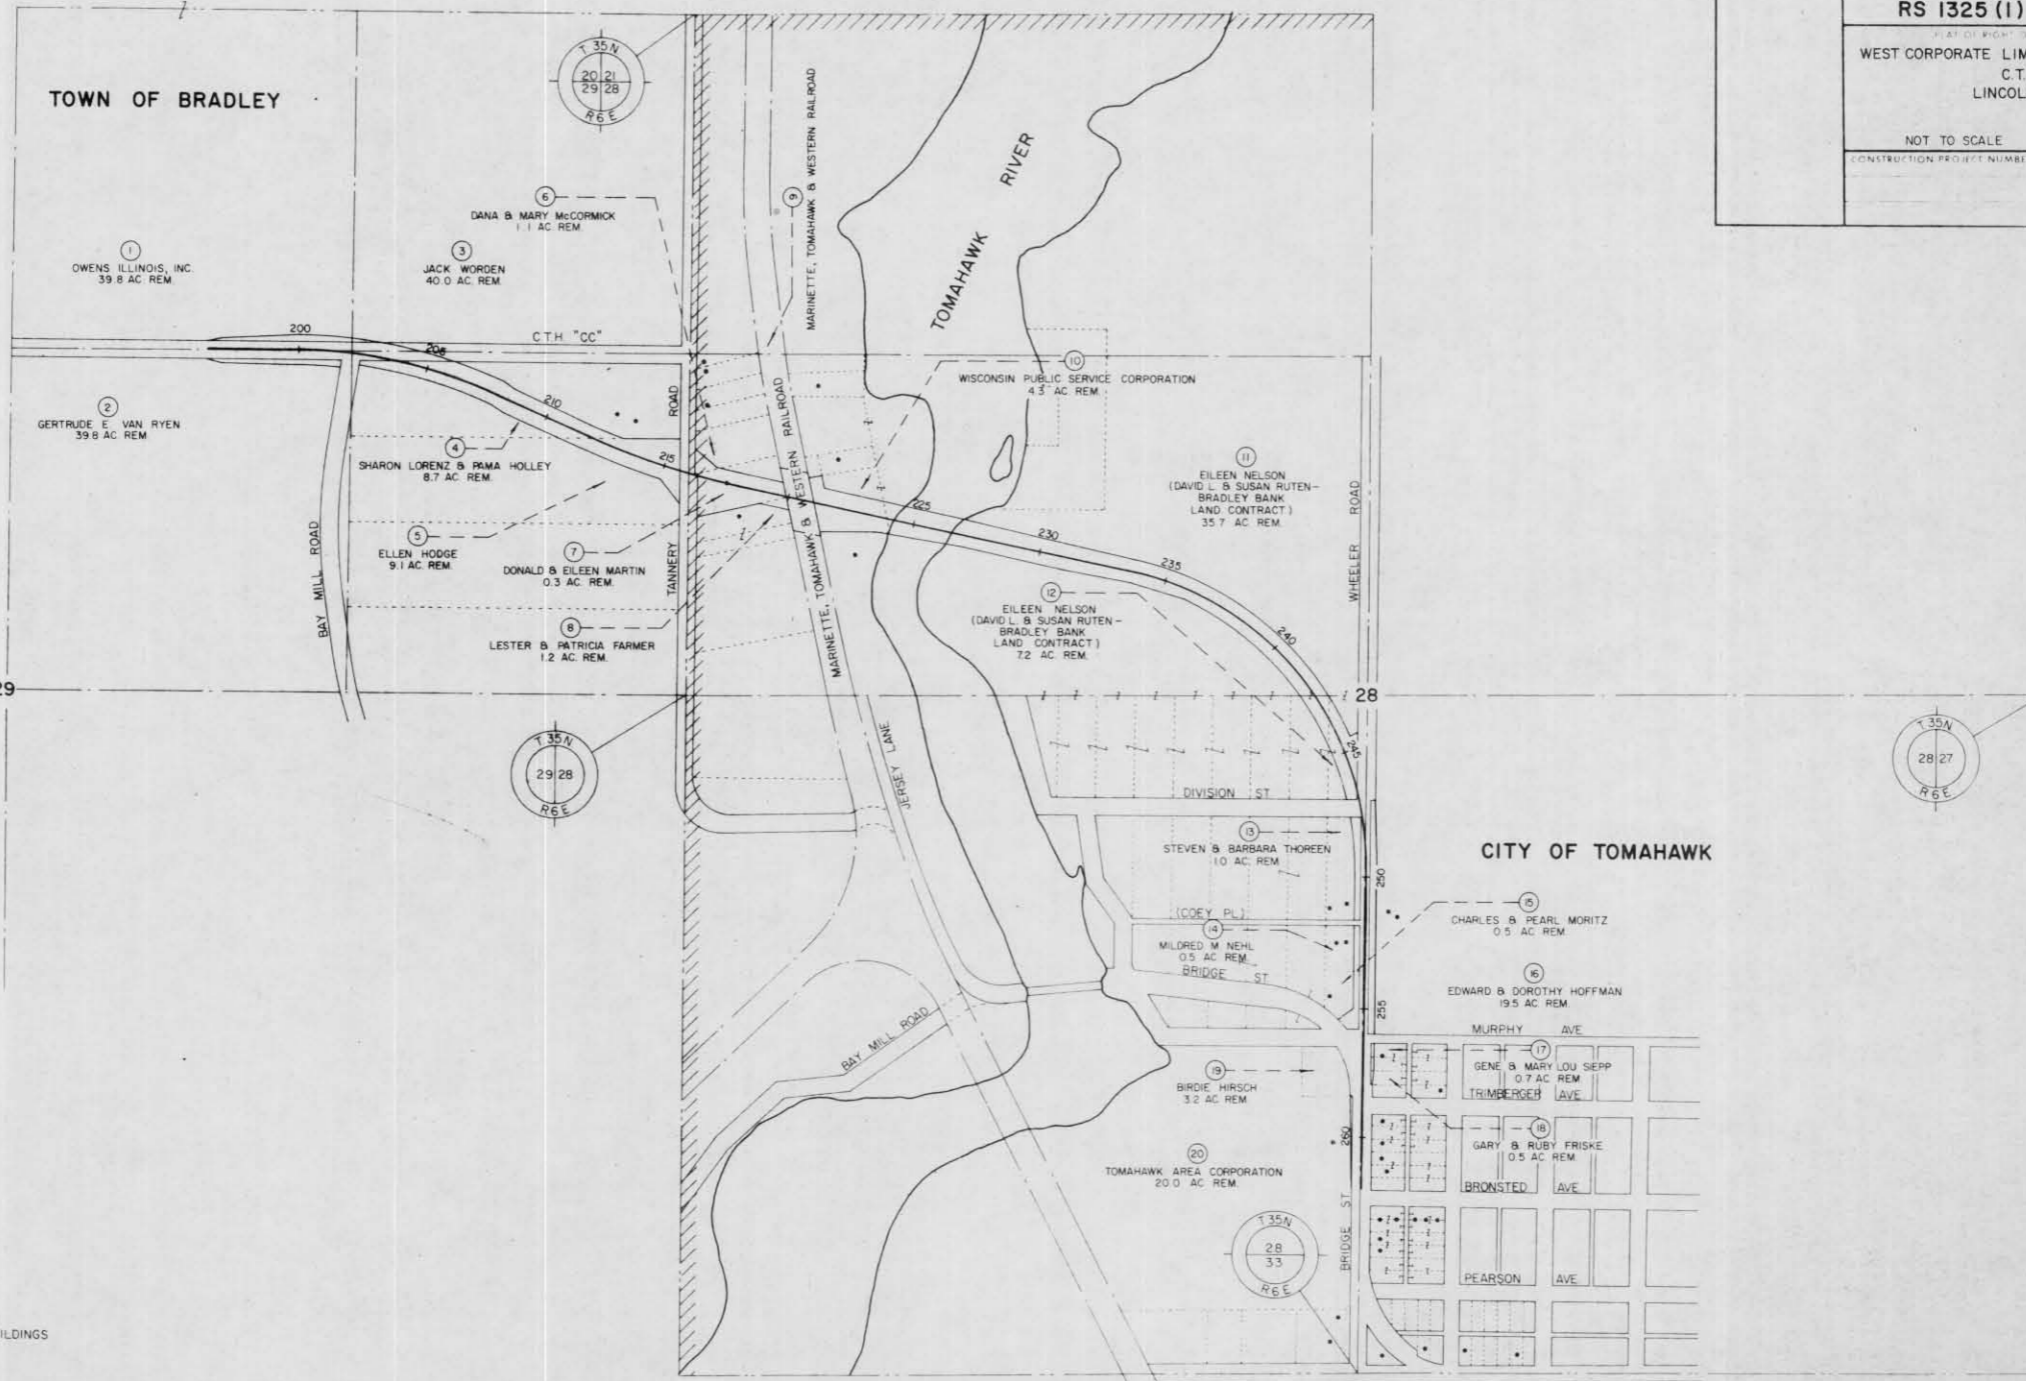 RS 1325 (1)
PLAT OF RIGHT O
WEST CORPORATE LIM
C.T.
LINCOL
NOT TO SCALE
CONSTRUCTION PROJECT NUMBE
TOWN OF BRADLEY
T 35N
20 21
29 28
R6E
MARINETTE, TOMAHAWK & WESTERN RAILROAD
TOMAHAWK RIVER
6
DANA & MARY McCORMICK
1.1 AC. REM.
9
1
OWENS ILLINOIS, INC.
39.8 AC. REM.
3
JACK WORDEN
40.0 AC. REM.
200
C.T.H. "CC"
205
10
WISCONSIN PUBLIC SERVICE CORPORATION
4.3 AC. REM.
2
GERTRUDE E. VAN RYEN
39.8 AC. REM.
210
4
SHARON LORENZ & PAMA HOLLEY
8.7 AC. REM.
215
TANNERY ROAD
MARINETTE, TOMAHAWK & WESTERN RAILROAD
11
EILEEN NELSON
(DAVID L. & SUSAN RUTEN-
BRADLEY BANK
LAND CONTRACT)
35.7 AC. REM.
WHEELER ROAD
225
230
235
240
245
5
ELLEN HODGE
9.1 AC. REM.
BAY MILL ROAD
7
DONALD & EILEEN MARTIN
0.3 AC. REM.
8
LESTER & PATRICIA FARMER
1.2 AC. REM.
12
EILEEN NELSON
(DAVID L. & SUSAN RUTEN-
BRADLEY BANK
LAND CONTRACT)
7.2 AC. REM.
29
28
T 35N
29 28
R6E
T 35N
28 27
R6E
JERSEY LANE
DIVISION ST.
13
STEVEN & BARBARA THOREEN
1.0 AC. REM.
CITY OF TOMAHAWK
250
(COEY PL.)
14
MILDRED M. NEHL
0.5 AC. REM.
BRIDGE ST.
15
CHARLES & PEARL MORITZ
0.5 AC. REM.
16
EDWARD & DOROTHY HOFFMAN
19.5 AC. REM.
255
MURPHY AVE.
BAY MILL ROAD
17
GENE & MARY LOU SIEPP
0.7 AC. REM.
TRIMBERGER AVE.
19
BIRDIE HIRSCH
3.2 AC. REM.
18
GARY & RUBY FRISKE
0.5 AC. REM.
260
20
TOMAHAWK AREA CORPORATION
20.0 AC. REM.
BRONSTED AVE.
BRIDGE ST.
T 35N
28
33
R6E
PEARSON AVE.
ILDINGS